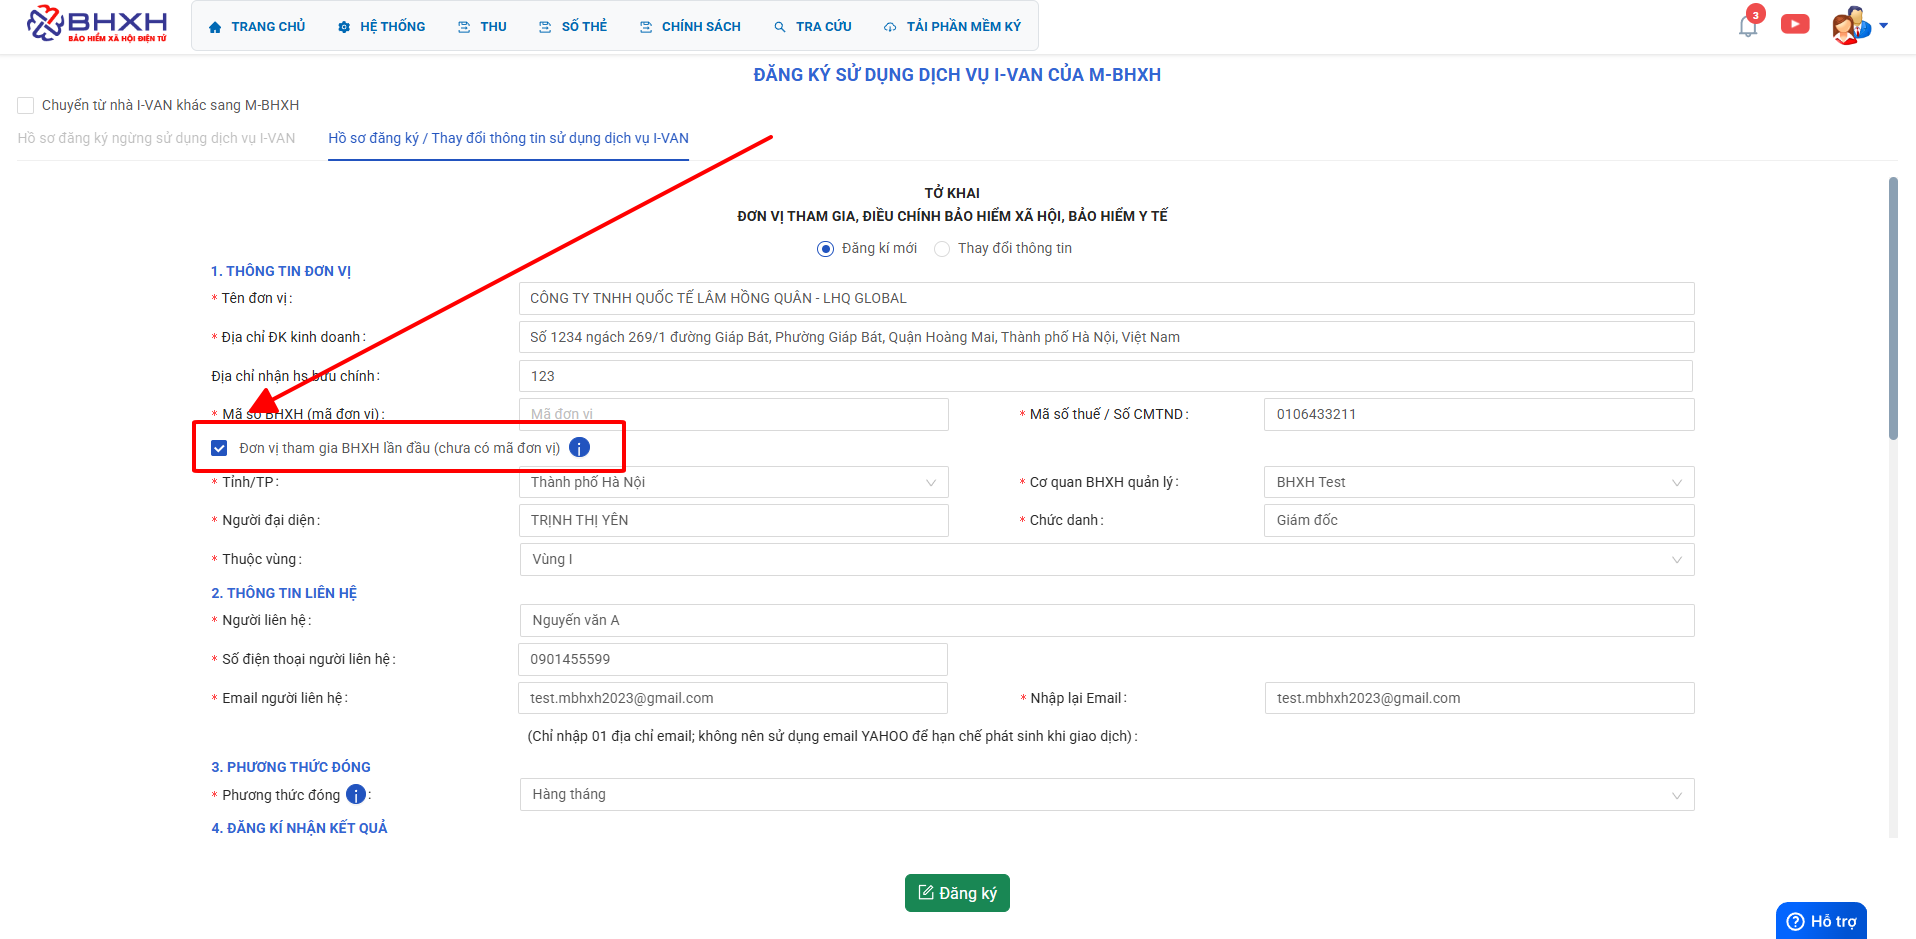 BHXH
BẢO HIỂM XÃ HỘI ĐIỆN TỬ
TRANG CHỦ HỆ THỐNG THU SỐ THẺ CHÍNH SÁCH TRA CỨU TẢI PHẦN MỀM KÝ
3
ĐĂNG KÝ SỬ DỤNG DỊCH VỤ I-VAN CỦA M-BHXH
Chuyển từ nhà I-VAN khác sang M-BHXH
Hồ sơ đăng ký ngừng sử dụng dịch vụ I-VAN Hồ sơ đăng ký / Thay đổi thông tin sử dụng dịch vụ I-VAN
TỜ KHAI
ĐƠN VỊ THAM GIA, ĐIỀU CHỈNH BẢO HIỂM XÃ HỘI, BẢO HIỂM Y TẾ
Đăng kí mới Thay đổi thông tin
1. THÔNG TIN ĐƠN VỊ
* Tên đơn vị: CÔNG TY TNHH QUỐC TẾ LÂM HỒNG QUÂN - LHQ GLOBAL
* Địa chỉ ĐK kinh doanh: Số 1234 ngách 269/1 đường Giáp Bát, Phường Giáp Bát, Quận Hoàng Mai, Thành phố Hà Nội, Việt Nam
Địa chỉ nhận hs bưu chính: 123
* Mã số BHXH (mã đơn vị): Mã đơn vị * Mã số thuế / Số CMTND: 0106433211
Đơn vị tham gia BHXH lần đầu (chưa có mã đơn vị) i
* Tỉnh/TP: Thành phố Hà Nội * Cơ quan BHXH quản lý: BHXH Test
* Người đại diện: TRỊNH THỊ YÊN * Chức danh: Giám đốc
* Thuộc vùng: Vùng I
2. THÔNG TIN LIÊN HỆ
* Người liên hệ: Nguyến văn A
* Số điện thoại người liên hệ: 0901455599
* Email người liên hệ: test.mbhxh2023@gmail.com * Nhập lại Email: test.mbhxh2023@gmail.com
(Chỉ nhập 01 địa chỉ email; không nên sử dụng email YAHOO để hạn chế phát sinh khi giao dịch):
3. PHƯƠNG THỨC ĐÓNG
* Phương thức đóng i: Hàng tháng
4. ĐĂNG KÍ NHẬN KẾT QUẢ
Đăng ký
? Hỗ trợ